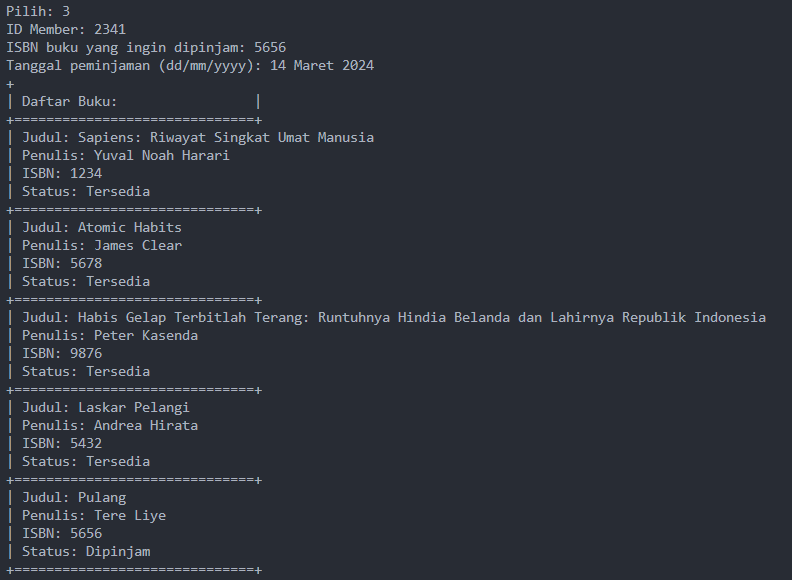 Pilih: 3
ID Member: 2341
ISBN buku yang ingin dipinjam: 5656
Tanggal peminjaman (dd/mm/yyyy): 14 Maret 2024
+
| Daftar Buku:                 |
+==============================+
| Judul: Sapiens: Riwayat Singkat Umat Manusia
| Penulis: Yuval Noah Harari
| ISBN: 1234
| Status: Tersedia
+==============================+
| Judul: Atomic Habits
| Penulis: James Clear
| ISBN: 5678
| Status: Tersedia
+==============================+
| Judul: Habis Gelap Terbitlah Terang: Runtuhnya Hindia Belanda dan Lahirnya Republik Indonesia
| Penulis: Peter Kasenda
| ISBN: 9876
| Status: Tersedia
+==============================+
| Judul: Laskar Pelangi
| Penulis: Andrea Hirata
| ISBN: 5432
| Status: Tersedia
+==============================+
| Judul: Pulang
| Penulis: Tere Liye
| ISBN: 5656
| Status: Dipinjam
+==============================+